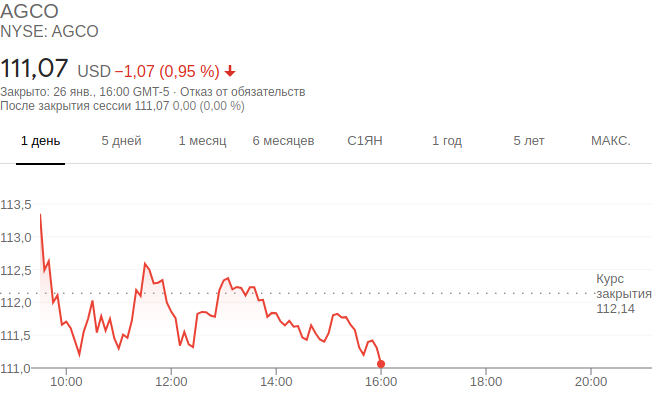 AGCO
NYSE: AGCO
111,07 USD −1,07 (0,95 %)
Закрыто: 26 янв., 16:00 GMT-5 · Отказ от обязательств
После закрытия сессии 111,07 0,00 (0,00 %)
1 день 5 дней 1 месяц 6 месяцев С1ЯН 1 год 5 лет МАКС.
113,5
113,0
112,5
Курс
закрытия
112,14
112,0
111,5
111,0
10:00 12:00 14:00 16:00 18:00 20:00